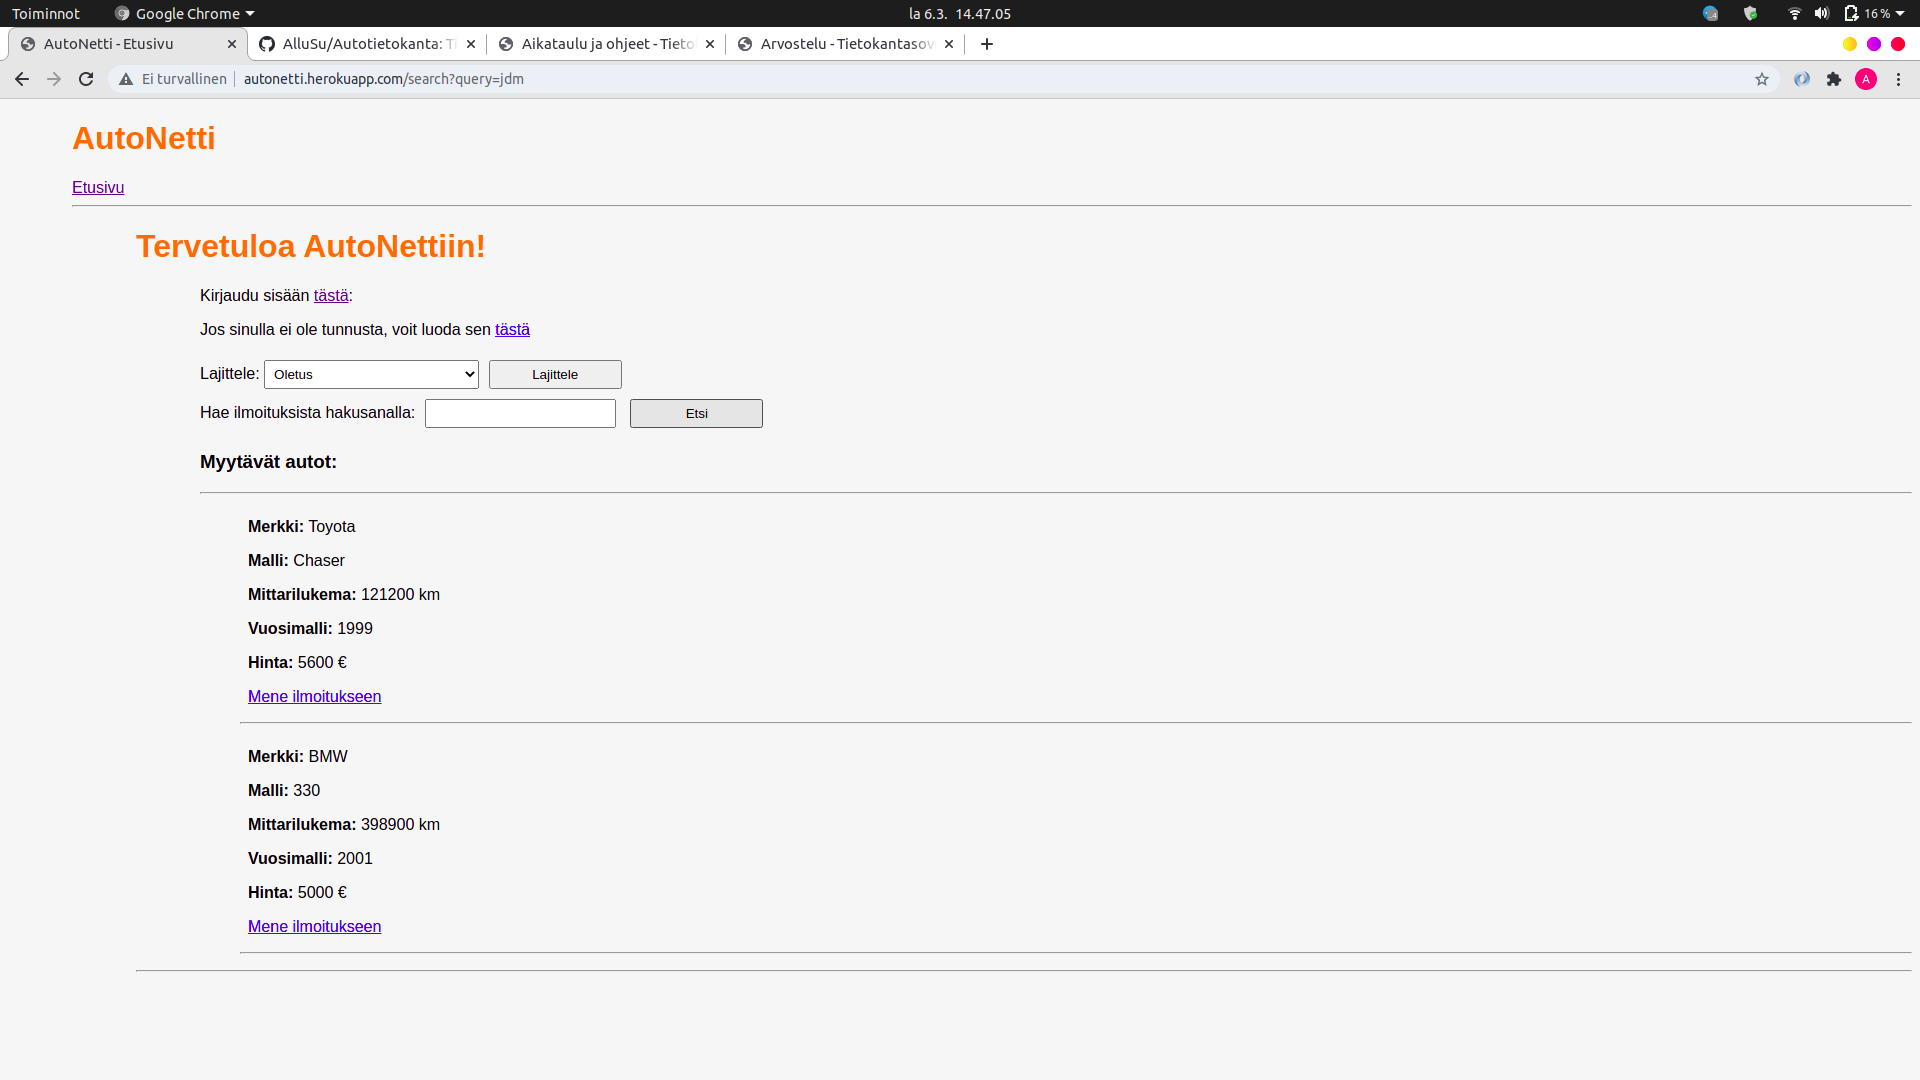 Toiminnot Google Chrome la 6.3. 14.47.05 16 %
AutoNetti - Etusivu AlluSu/Autotietokanta: Ti Aikataulu ja ohjeet - Tieto Arvostelu - Tietokantasov
Ei turvallinen autonetti.herokuapp.com/search?query=jdm A
AutoNetti
Etusivu
Tervetuloa AutoNettiin!
Kirjaudu sisään tästä:
Jos sinulla ei ole tunnusta, voit luoda sen tästä
Lajittele: Oletus Lajittele
Hae ilmoituksista hakusanalla: Etsi
Myytävät autot:
Merkki: Toyota
Malli: Chaser
Mittarilukema: 121200 km
Vuosimalli: 1999
Hinta: 5600 €
Mene ilmoitukseen
Merkki: BMW
Malli: 330
Mittarilukema: 398900 km
Vuosimalli: 2001
Hinta: 5000 €
Mene ilmoitukseen